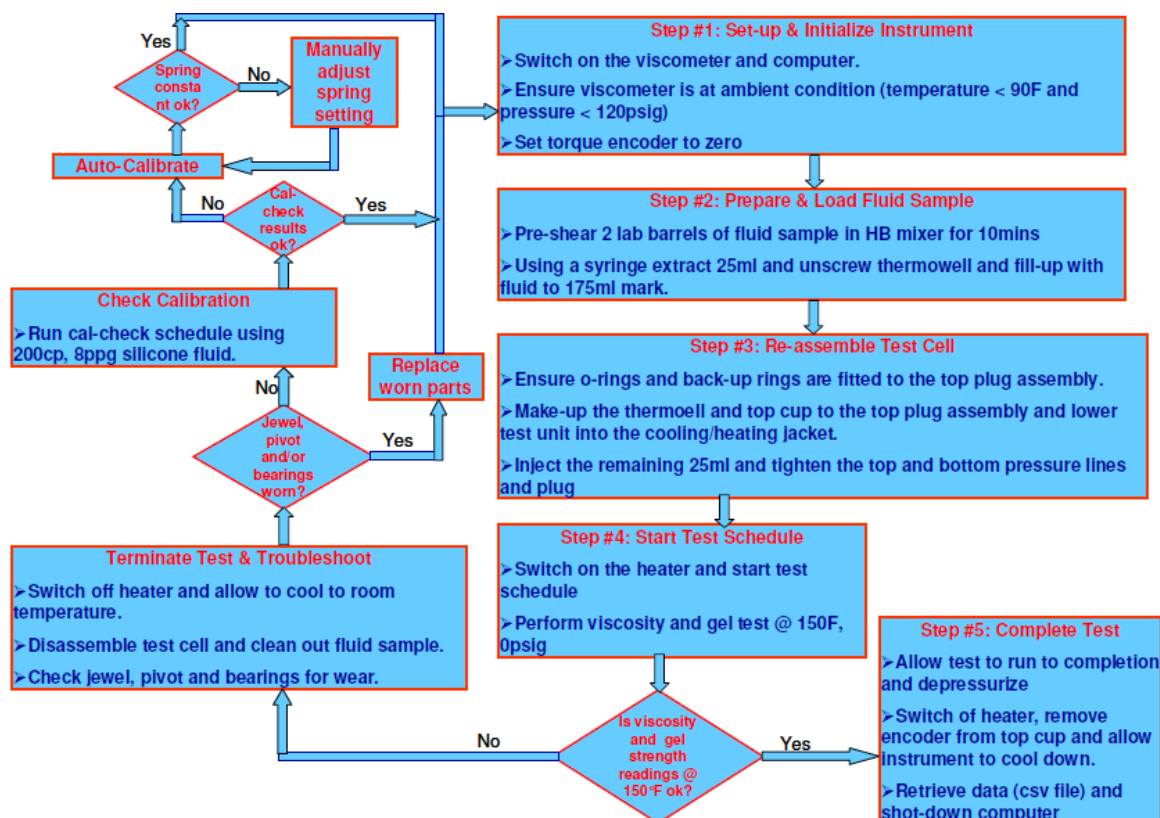 Yes
Spring
consta
nt ok?
No
Manually
adjust
spring
setting
Auto-Calibrate
No
Cal-
check
results
ok?
Yes
Check Calibration
➢Run cal-check schedule using
200cp, 8ppg silicone fluid.
Replace
worn parts
No
Jewel,
pivot
and/or
bearings
worn?
Yes
Terminate Test & Troubleshoot
➢Switch off heater and allow to cool to room
temperature.
➢Disassemble test cell and clean out fluid sample.
➢Check jewel, pivot and bearings for wear.
Step #1: Set-up & Initialize Instrument
➢Switch on the viscometer and computer.
➢Ensure viscometer is at ambient condition (temperature < 90F and
pressure < 120psig)
➢Set torque encoder to zero
Step #2: Prepare & Load Fluid Sample
➢Pre-shear 2 lab barrels of fluid sample in HB mixer for 10mins
➢Using a syringe extract 25ml and unscrew thermowell and fill-up with
fluid to 175ml mark.
Step #3: Re-assemble Test Cell
➢Ensure o-rings and back-up rings are fitted to the top plug assembly.
➢Make-up the thermoell and top cup to the top plug assembly and lower
test unit into the cooling/heating jacket.
➢Inject the remaining 25ml and tighten the top and bottom pressure lines
and plug
Step #4: Start Test Schedule
➢Switch on the heater and start test
schedule
➢Perform viscosity and gel test @ 150F,
0psig
Is viscosity
and gel
strength
readings @
150°F ok?
No
Yes
Step #5: Complete Test
➢Allow test to run to completion
and depressurize
➢Switch of heater, remove
encoder from top cup and allow
instrument to cool down.
➢Retrieve data (csv file) and
shot-down computer